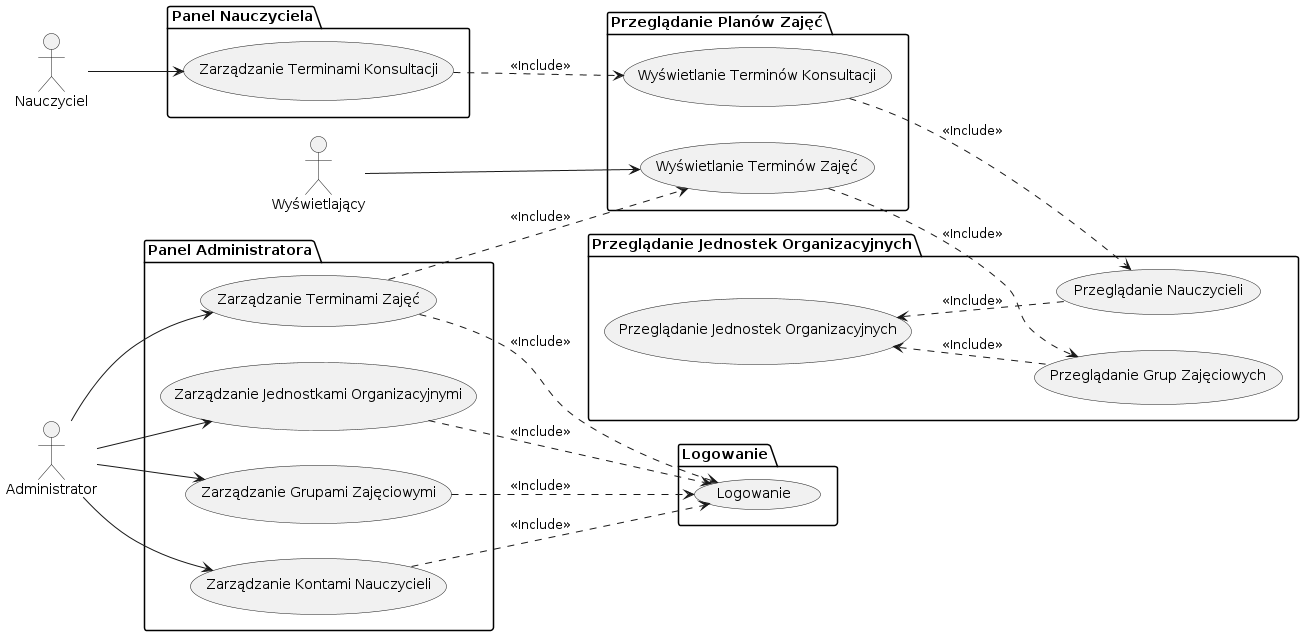 Panel Nauczyciela
Przeglądanie Planów Zajęć
Nauczyciel
Zarządzanie Terminami Konsultacji
«Include»
Wyświetlanie Terminów Konsultacji
«Include»
Wyświetlający
Wyświetlanie Terminów Zajęć
«Include»
«Include»
Panel Administratora
Przeglądanie Jednostek Organizacyjnych
Zarządzanie Terminami Zajęć
Przeglądanie Nauczycieli
«Include»
Przeglądanie Jednostek Organizacyjnych
«Include»
«Include»
Przeglądanie Grup Zajęciowych
Zarządzanie Jednostkami Organizacyjnymi
«Include»
Logowanie
Administrator
Zarządzanie Grupami Zajęciowymi
«Include»
Logowanie
«Include»
Zarządzanie Kontami Nauczycieli